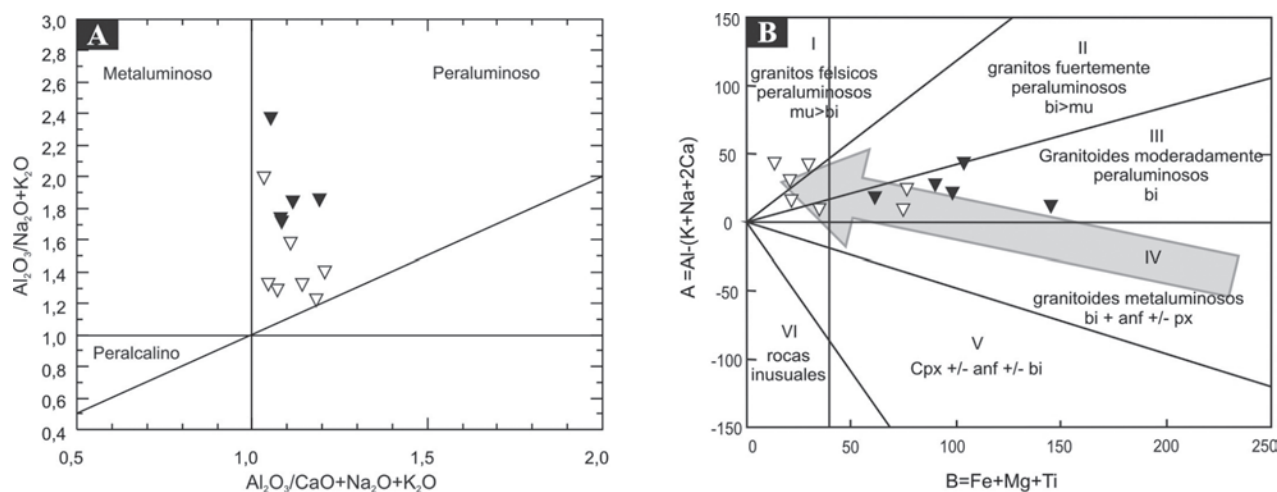 A
3,0
2,8
2,6
2,4
2,2
2,0
1,8
1,6
1,4
1,2
1,0
0,8
0,6
0,4
Al₂O₃/Na₂O+K₂O
Metaluminoso
Peraluminoso
Peralcalino
0,5
1,0
1,5
2,0
Al₂O₃/CaO+Na₂O+K₂O
B
150
100
50
0
-50
-100
-150
A =Al-(K+Na+2Ca)
I
granitos felsicos
peraluminosos
mu>bi
II
granitos fuertemente
peraluminosos
bi>mu
III
Granitoides moderadamente
peraluminosos
bi
IV
granitoides metaluminosos
bi + anf +/- px
V
Cpx +/- anf +/- bi
VI
rocas
inusuales
0
50
100
150
200
250
B=Fe+Mg+Ti